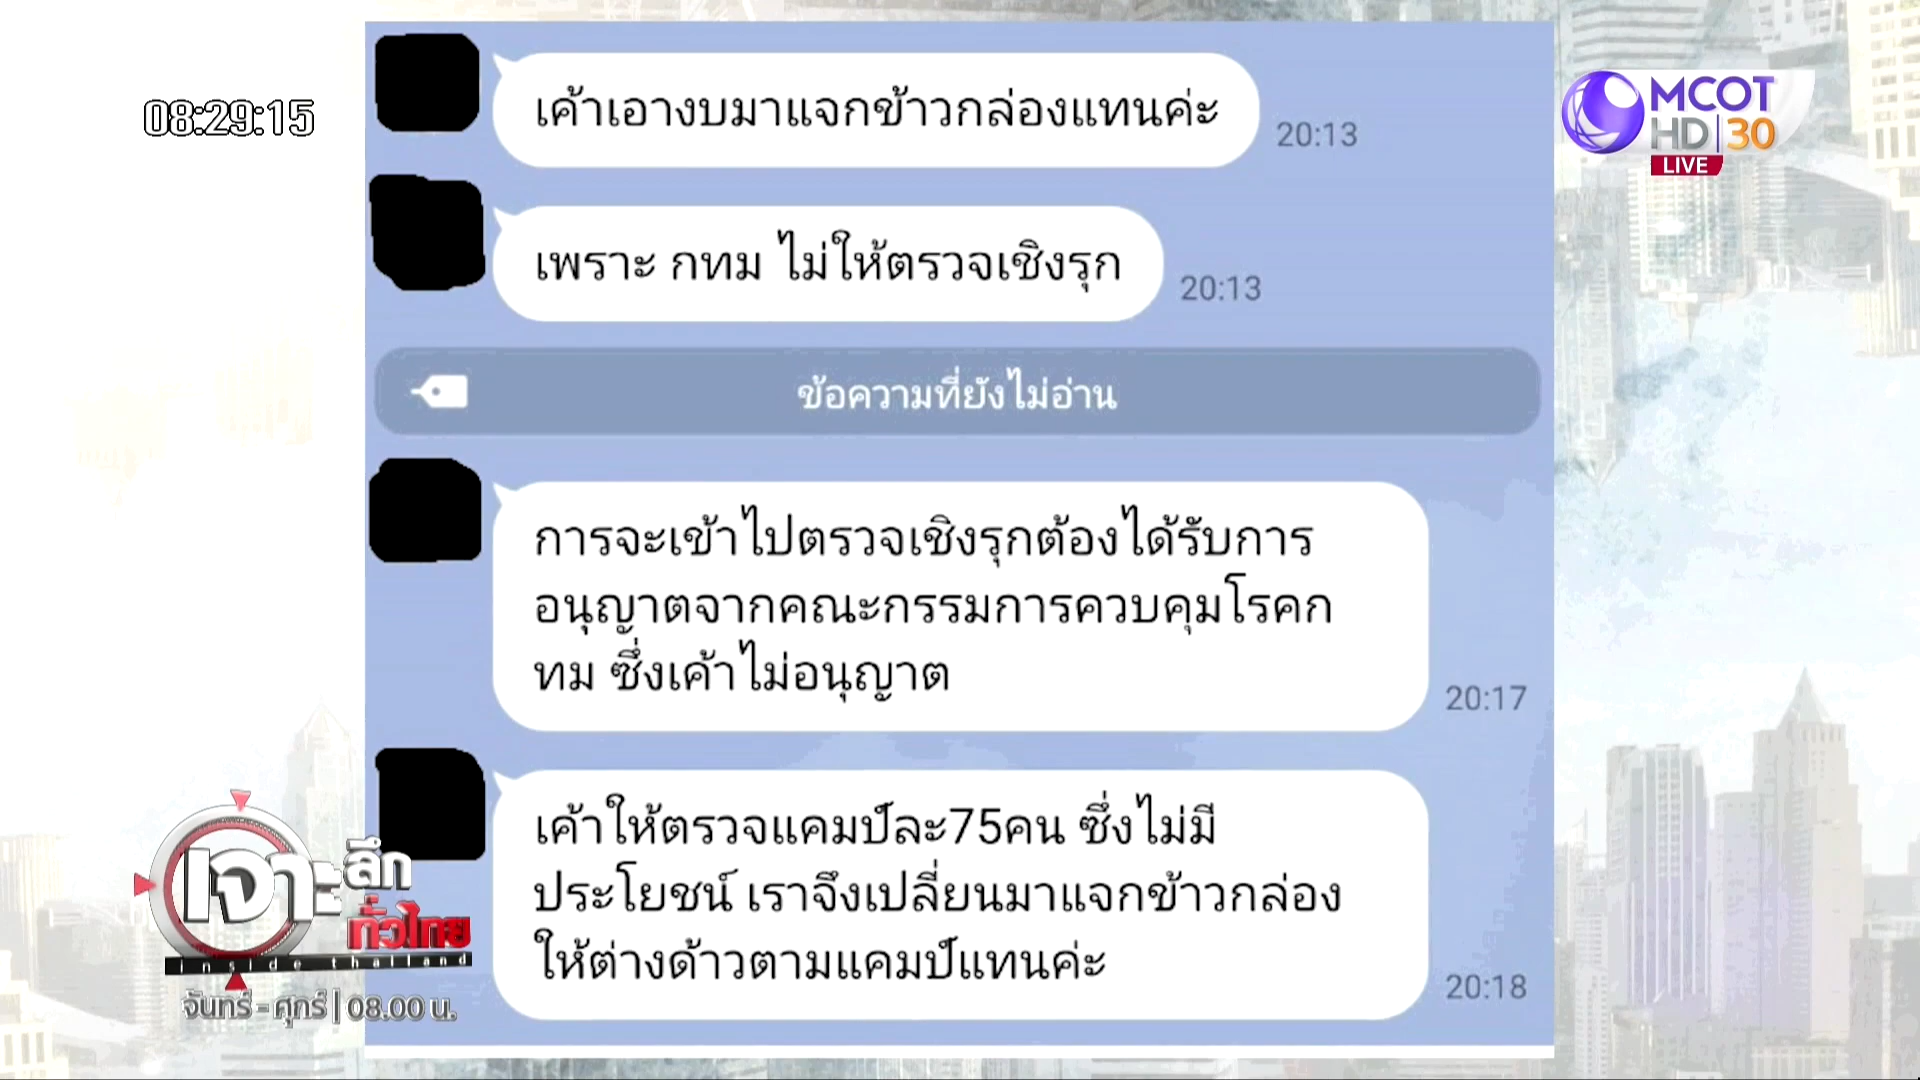 08:29:15
MCOT
HD 30
LIVE
เค้าเอางบมาแจกข้าวกล่องแทนค่ะ
20:13
เพราะ กทม ไม่ให้ตรวจเชิงรุก
20:13
ข้อความที่ยังไม่อ่าน
การจะเข้าไปตรวจเชิงรุกต้องได้รับการ
อนุญาตจากคณะกรรมการควบคุมโรคก
ทม ซึ่งเค้าไม่อนุญาต
20:17
เค้าให้ตรวจแคมป์ละ75คน ซึ่งไม่มี
ประโยชน์ เราจึงเปลี่ยนมาแจกข้าวกล่อง
ให้ต่างด้าวตามแคมป์แทนค่ะ
20:18
เจาะลึก
ทั่วไทย
inside thailand
จันทร์ - ศุกร์ | 08.00 น.